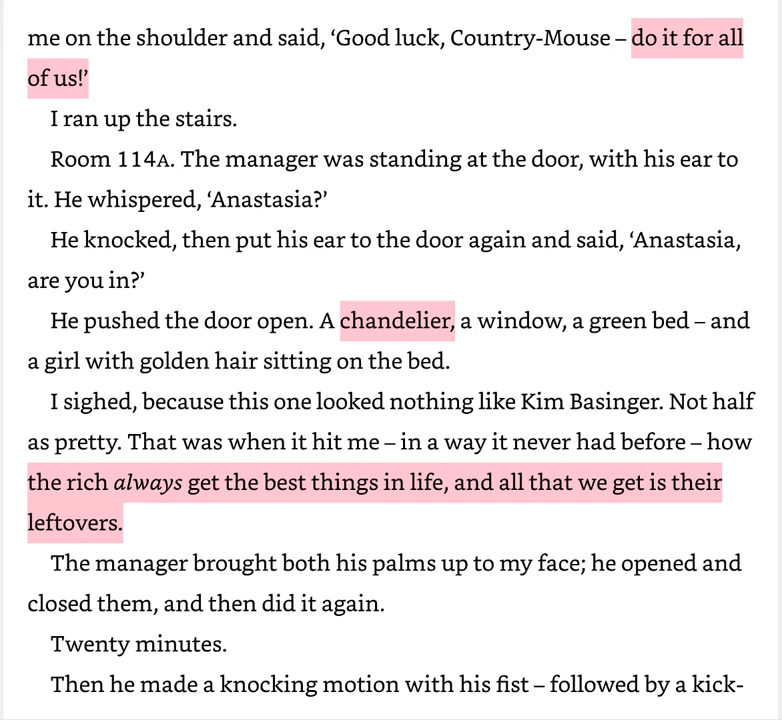 me on the shoulder and said, ‘Good luck, Country-Mouse – do it for all
of us!’
I ran up the stairs.
Room 114A. The manager was standing at the door, with his ear to
it. He whispered, ‘Anastasia?’
He knocked, then put his ear to the door again and said, ‘Anastasia,
are you in?’
He pushed the door open. A chandelier, a window, a green bed – and
a girl with golden hair sitting on the bed.
I sighed, because this one looked nothing like Kim Basinger. Not half
as pretty. That was when it hit me – in a way it never had before – how
the rich always get the best things in life, and all that we get is their
leftovers.
The manager brought both his palms up to my face; he opened and
closed them, and then did it again.
Twenty minutes.
Then he made a knocking motion with his fist – followed by a kick-